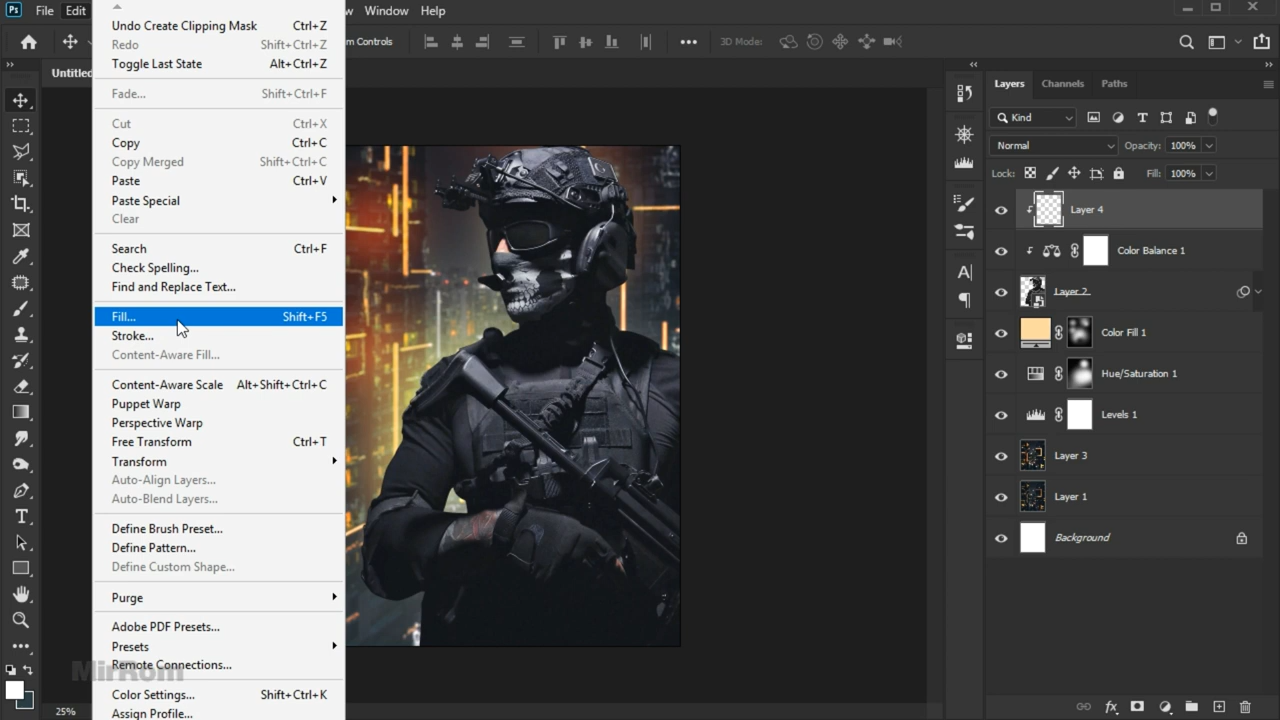 Ps File Edit w Window Help
m Controls 3D Mode:
Untitled
Undo Create Clipping Mask Ctrl+Z
Redo Shift+Ctrl+Z
Toggle Last State Alt+Ctrl+Z
Fade... Shift+Ctrl+F
Cut Ctrl+X
Copy Ctrl+C
Copy Merged Shift+Ctrl+C
Paste Ctrl+V
Paste Special
Clear
Search Ctrl+F
Check Spelling...
Find and Replace Text...
Fill... Shift+F5
Stroke...
Content-Aware Fill...
Content-Aware Scale Alt+Shift+Ctrl+C
Puppet Warp
Perspective Warp
Free Transform Ctrl+T
Transform
Auto-Align Layers...
Auto-Blend Layers...
Define Brush Preset...
Define Pattern...
Define Custom Shape...
Purge
Adobe PDF Presets...
Presets
Remote Connections...
Color Settings... Shift+Ctrl+K
Assign Profile...
MirRom
25%
Layers Channels Paths
Kind
Normal Opacity: 100%
Lock: Fill: 100%
Layer 4
Color Balance 1
Layer 2
Color Fill 1
Hue/Saturation 1
Levels 1
Layer 3
Layer 1
Background